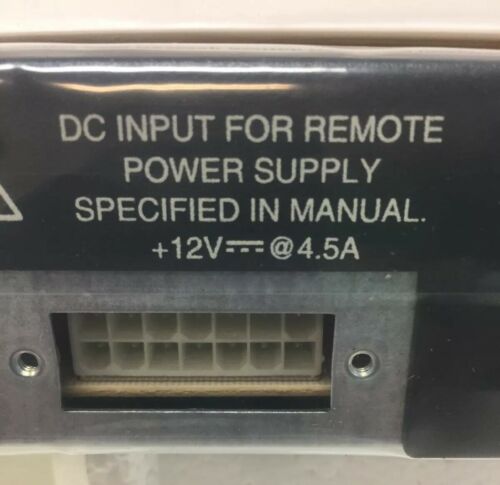 DC INPUT FOR REMOTE
POWER SUPPLY
SPECIFIED IN MANUAL.
+12V⎓@4.5A